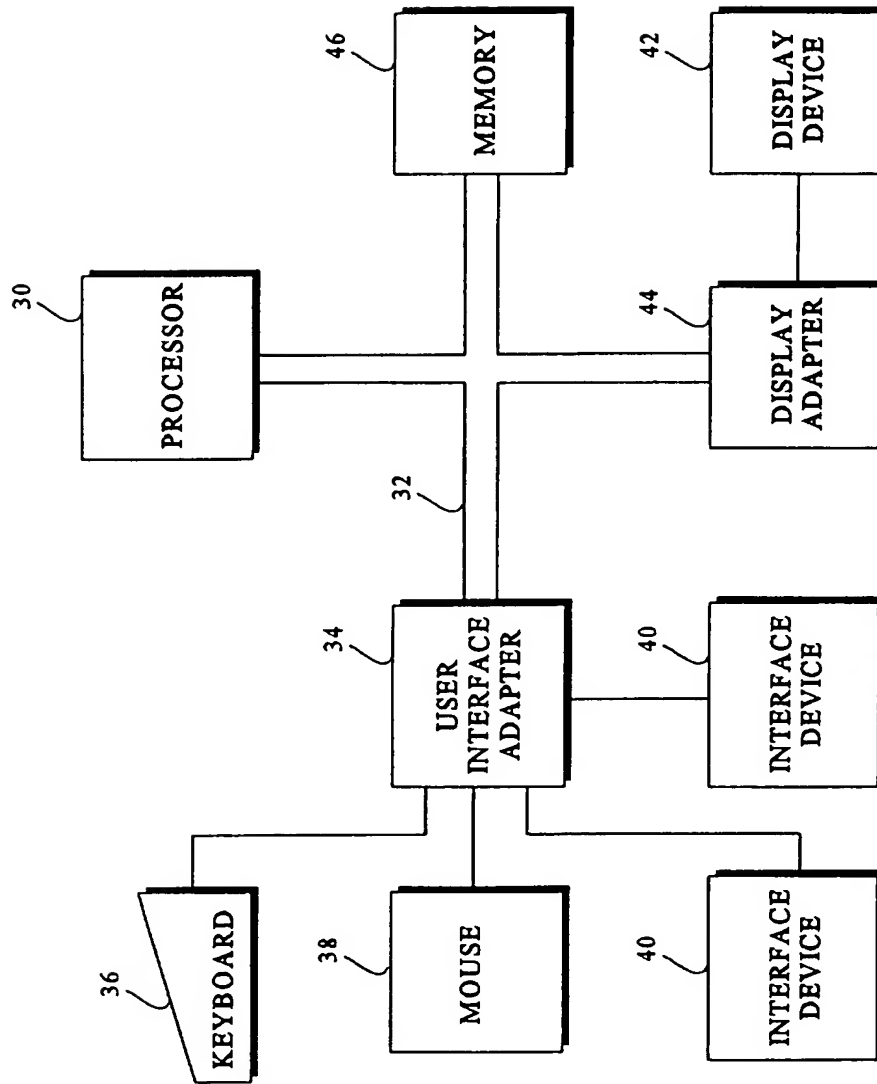 36
KEYBOARD
38
MOUSE
40
INTERFACE
DEVICE
34
USER
INTERFACE
ADAPTER
40
INTERFACE
DEVICE
32
30
PROCESSOR
44
DISPLAY
ADAPTER
46
MEMORY
42
DISPLAY
DEVICE